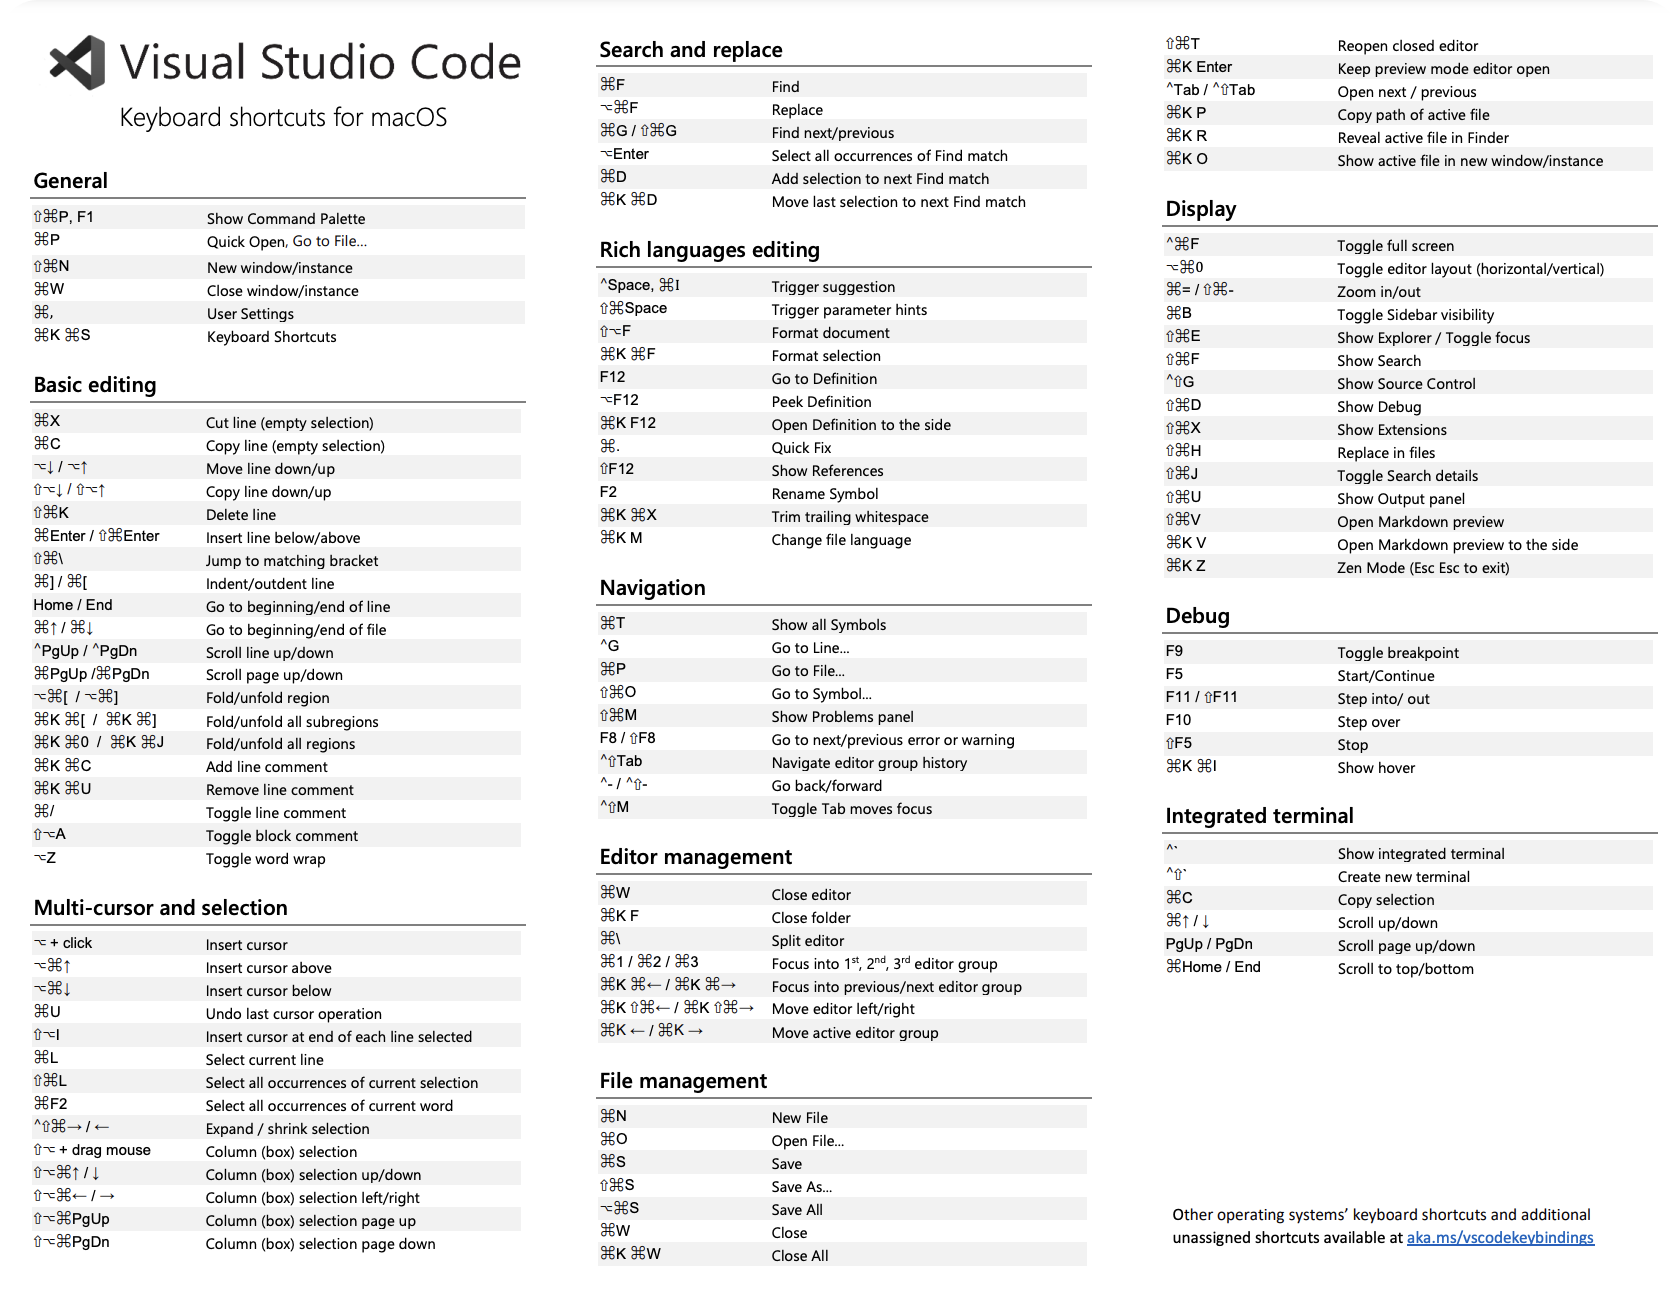 Visual Studio Code
Keyboard shortcuts for macOS
General
⇧⌘P, F1 Show Command Palette
⌘P Quick Open, Go to File…
⇧⌘N New window/instance
⌘W Close window/instance
⌘, User Settings
⌘K ⌘S Keyboard Shortcuts
Basic editing
⌘X Cut line (empty selection)
⌘C Copy line (empty selection)
⌥↓ / ⌥↑ Move line down/up
⇧⌥↓ / ⇧⌥↑ Copy line down/up
⇧⌘K Delete line
⌘Enter / ⇧⌘Enter Insert line below/above
⇧⌘\ Jump to matching bracket
⌘] / ⌘[ Indent/outdent line
Home / End Go to beginning/end of line
⌘↑ / ⌘↓ Go to beginning/end of file
^PgUp / ^PgDn Scroll line up/down
⌘PgUp /⌘PgDn Scroll page up/down
⌥⌘[ / ⌥⌘] Fold/unfold region
⌘K ⌘[ / ⌘K ⌘] Fold/unfold all subregions
⌘K ⌘0 / ⌘K ⌘J Fold/unfold all regions
⌘K ⌘C Add line comment
⌘K ⌘U Remove line comment
⌘/ Toggle line comment
⇧⌥A Toggle block comment
⌥Z Toggle word wrap
Multi-cursor and selection
⌥ + click Insert cursor
⌥⌘↑ Insert cursor above
⌥⌘↓ Insert cursor below
⌘U Undo last cursor operation
⇧⌥I Insert cursor at end of each line selected
⌘L Select current line
⇧⌘L Select all occurrences of current selection
⌘F2 Select all occurrences of current word
^⇧⌘→ / ← Expand / shrink selection
⇧⌥ + drag mouse Column (box) selection
⇧⌥⌘↑ / ↓ Column (box) selection up/down
⇧⌥⌘← / → Column (box) selection left/right
⇧⌥⌘PgUp Column (box) selection page up
⇧⌥⌘PgDn Column (box) selection page down
Search and replace
⌘F Find
⌥⌘F Replace
⌘G / ⇧⌘G Find next/previous
⌥Enter Select all occurrences of Find match
⌘D Add selection to next Find match
⌘K ⌘D Move last selection to next Find match
Rich languages editing
^Space, ⌘I Trigger suggestion
⇧⌘Space Trigger parameter hints
⇧⌥F Format document
⌘K ⌘F Format selection
F12 Go to Definition
⌥F12 Peek Definition
⌘K F12 Open Definition to the side
⌘. Quick Fix
⇧F12 Show References
F2 Rename Symbol
⌘K ⌘X Trim trailing whitespace
⌘K M Change file language
Navigation
⌘T Show all Symbols
^G Go to Line...
⌘P Go to File...
⇧⌘O Go to Symbol...
⇧⌘M Show Problems panel
F8 / ⇧F8 Go to next/previous error or warning
^⇧Tab Navigate editor group history
^- / ^⇧- Go back/forward
^⇧M Toggle Tab moves focus
Editor management
⌘W Close editor
⌘K F Close folder
⌘\ Split editor
⌘1 / ⌘2 / ⌘3 Focus into 1st, 2nd, 3rd editor group
⌘K ⌘← / ⌘K ⌘→ Focus into previous/next editor group
⌘K ⇧⌘← / ⌘K ⇧⌘→ Move editor left/right
⌘K ← / ⌘K → Move active editor group
File management
⌘N New File
⌘O Open File...
⌘S Save
⇧⌘S Save As...
⌥⌘S Save All
⌘W Close
⌘K ⌘W Close All
⇧⌘T Reopen closed editor
⌘K Enter Keep preview mode editor open
^Tab / ^⇧Tab Open next / previous
⌘K P Copy path of active file
⌘K R Reveal active file in Finder
⌘K O Show active file in new window/instance
Display
^⌘F Toggle full screen
⌥⌘0 Toggle editor layout (horizontal/vertical)
⌘= / ⇧⌘- Zoom in/out
⌘B Toggle Sidebar visibility
⇧⌘E Show Explorer / Toggle focus
⇧⌘F Show Search
^⇧G Show Source Control
⇧⌘D Show Debug
⇧⌘X Show Extensions
⇧⌘H Replace in files
⇧⌘J Toggle Search details
⇧⌘U Show Output panel
⇧⌘V Open Markdown preview
⌘K V Open Markdown preview to the side
⌘K Z Zen Mode (Esc Esc to exit)
Debug
F9 Toggle breakpoint
F5 Start/Continue
F11 / ⇧F11 Step into/ out
F10 Step over
⇧F5 Stop
⌘K ⌘I Show hover
Integrated terminal
^` Show integrated terminal
^⇧` Create new terminal
⌘C Copy selection
⌘↑ / ↓ Scroll up/down
PgUp / PgDn Scroll page up/down
⌘Home / End Scroll to top/bottom
Other operating systems’ keyboard shortcuts and additional
unassigned shortcuts available at aka.ms/vscodekeybindings